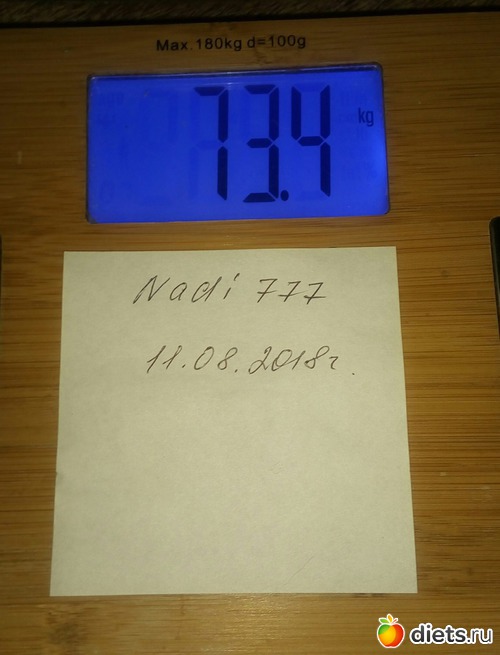 Max.180kg d=100g
73.4 kg
Nadi 777
11.08.2018г.
diets.ru